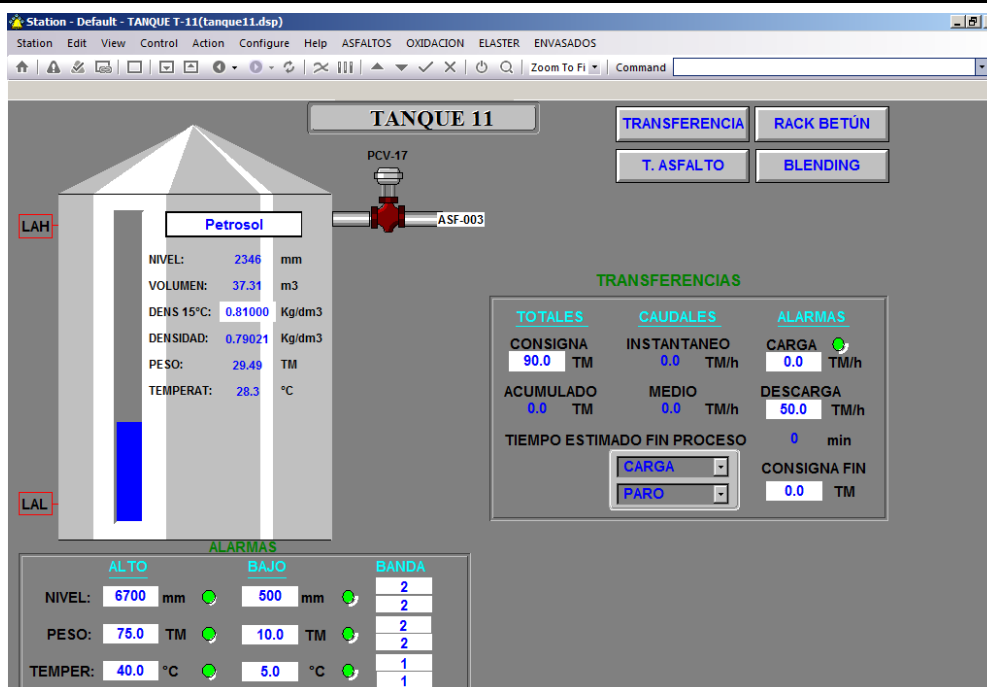 Station - Default - TANQUE T-11(tanque11.dsp)
Station Edit View Control Action Configure Help ASFALTOS OXIDACION ELASTER ENVASADOS
Zoom To Fi Command
TANQUE 11
TRANSFERENCIA RACK BETÚN
T. ASFALTO BLENDING
PCV-17
ASF-003
LAH
Petrosol
NIVEL: 2346 mm
VOLUMEN: 37.31 m3
DENS 15°C: 0.81000 Kg/dm3
DENSIDAD: 0.79021 Kg/dm3
PESO: 29.49 TM
TEMPERAT: 28.3 °C
LAL
TRANSFERENCIAS
TOTALES CAUDALES ALARMAS
CONSIGNA INSTANTANEO CARGA
90.0 TM 0.0 TM/h 0.0 TM/h
ACUMULADO MEDIO DESCARGA
0.0 TM 0.0 TM/h 50.0 TM/h
TIEMPO ESTIMADO FIN PROCESO 0 min
CARGA CONSIGNA FIN
PARO 0.0 TM
ALARMAS
ALTO BAJO BANDA
NIVEL: 6700 mm 500 mm 2
2
PESO: 75.0 TM 10.0 TM 2
2
TEMPER: 40.0 °C 5.0 °C 1
1